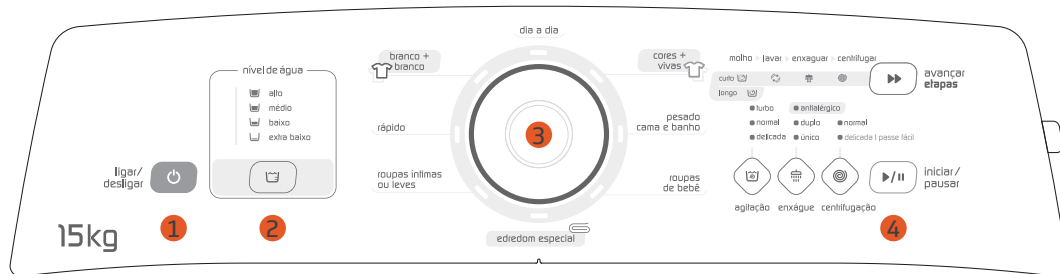 dia a dia
branco +
branco
cores +
vivas
rápido
pesado
cama e banho
roupas íntimas
ou leves
roupas
de bebê
edredom especial
nível de água
alto
médio
baixo
extra baixo
ligar/
desligar
15kg
1
2
3
4
molho lavar enxaguar centrifugar
curto
longo
turbo antialérgico
normal duplo normal
delicada único delicada | passe fácil
agitação enxágue centrifugação
avançar
etapas
iniciar/
pausar